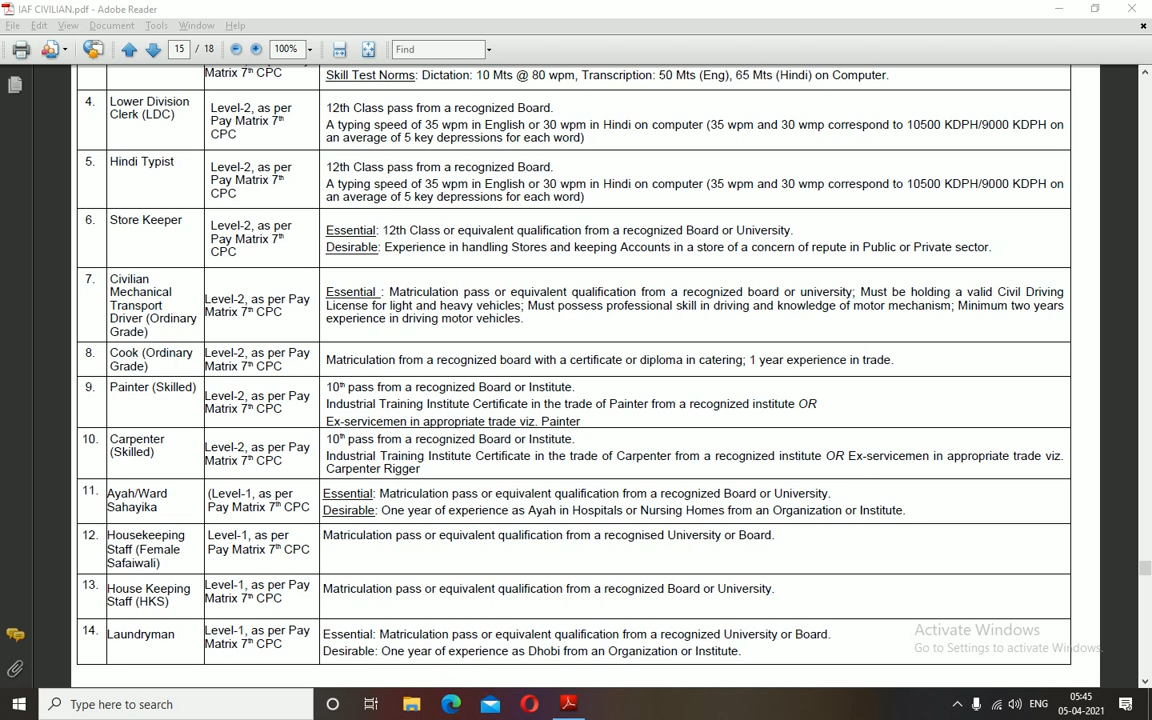 IAF CIVILIAN.pdf - Adobe Reader
File Edit View Document Tools Window Help
15 / 18 100% Find
Matrix 7th CPC
Skill Test Norms: Dictation: 10 Mts @ 80 wpm, Transcription: 50 Mts (Eng), 65 Mts (Hindi) on Computer.
4. Lower Division
Clerk (LDC)
Level-2, as per
Pay Matrix 7th
CPC
12th Class pass from a recognized Board.
A typing speed of 35 wpm in English or 30 wpm in Hindi on computer (35 wpm and 30 wmp correspond to 10500 KDPH/9000 KDPH on
an average of 5 key depressions for each word)
5. Hindi Typist
Level-2, as per
Pay Matrix 7th
CPC
12th Class pass from a recognized Board.
A typing speed of 35 wpm in English or 30 wpm in Hindi on computer (35 wpm and 30 wmp correspond to 10500 KDPH/9000 KDPH on
an average of 5 key depressions for each word)
6. Store Keeper
Level-2, as per
Pay Matrix 7th
CPC
Essential: 12th Class or equivalent qualification from a recognized Board or University.
Desirable: Experience in handling Stores and keeping Accounts in a store of a concern of repute in Public or Private sector.
7. Civilian
Mechanical
Transport
Driver (Ordinary
Grade)
Level-2, as per Pay
Matrix 7th CPC
Essential : Matriculation pass or equivalent qualification from a recognized board or university; Must be holding a valid Civil Driving
License for light and heavy vehicles; Must possess professional skill in driving and knowledge of motor mechanism; Minimum two years
experience in driving motor vehicles.
8. Cook (Ordinary
Grade)
Level-2, as per Pay
Matrix 7th CPC
Matriculation from a recognized board with a certificate or diploma in catering; 1 year experience in trade.
9. Painter (Skilled)
Level-2, as per Pay
Matrix 7th CPC
10th pass from a recognized Board or Institute.
Industrial Training Institute Certificate in the trade of Painter from a recognized institute OR
Ex-servicemen in appropriate trade viz. Painter
10. Carpenter
(Skilled)
Level-2, as per Pay
Matrix 7th CPC
10th pass from a recognized Board or Institute.
Industrial Training Institute Certificate in the trade of Carpenter from a recognized institute OR Ex-servicemen in appropriate trade viz.
Carpenter Rigger
11. Ayah/Ward
Sahayika
(Level-1, as per
Pay Matrix 7th CPC
Essential: Matriculation pass or equivalent qualification from a recognized Board or University.
Desirable: One year of experience as Ayah in Hospitals or Nursing Homes from an Organization or Institute.
12. Housekeeping
Staff (Female
Safaiwali)
Level-1, as per
Pay Matrix 7th CPC
Matriculation pass or equivalent qualification from a recognised University or Board.
13. House Keeping
Staff (HKS)
Level-1, as per Pay
Matrix 7th CPC
Matriculation pass or equivalent qualification from a recognized Board or University.
14. Laundryman
Level-1, as per Pay
Matrix 7th CPC
Essential: Matriculation pass or equivalent qualification from a recognized University or Board.
Desirable: One year of experience as Dhobi from an Organization or Institute.
Activate Windows
Go to Settings to activate Windows.
Type here to search
ENG
05:45
05-04-2021